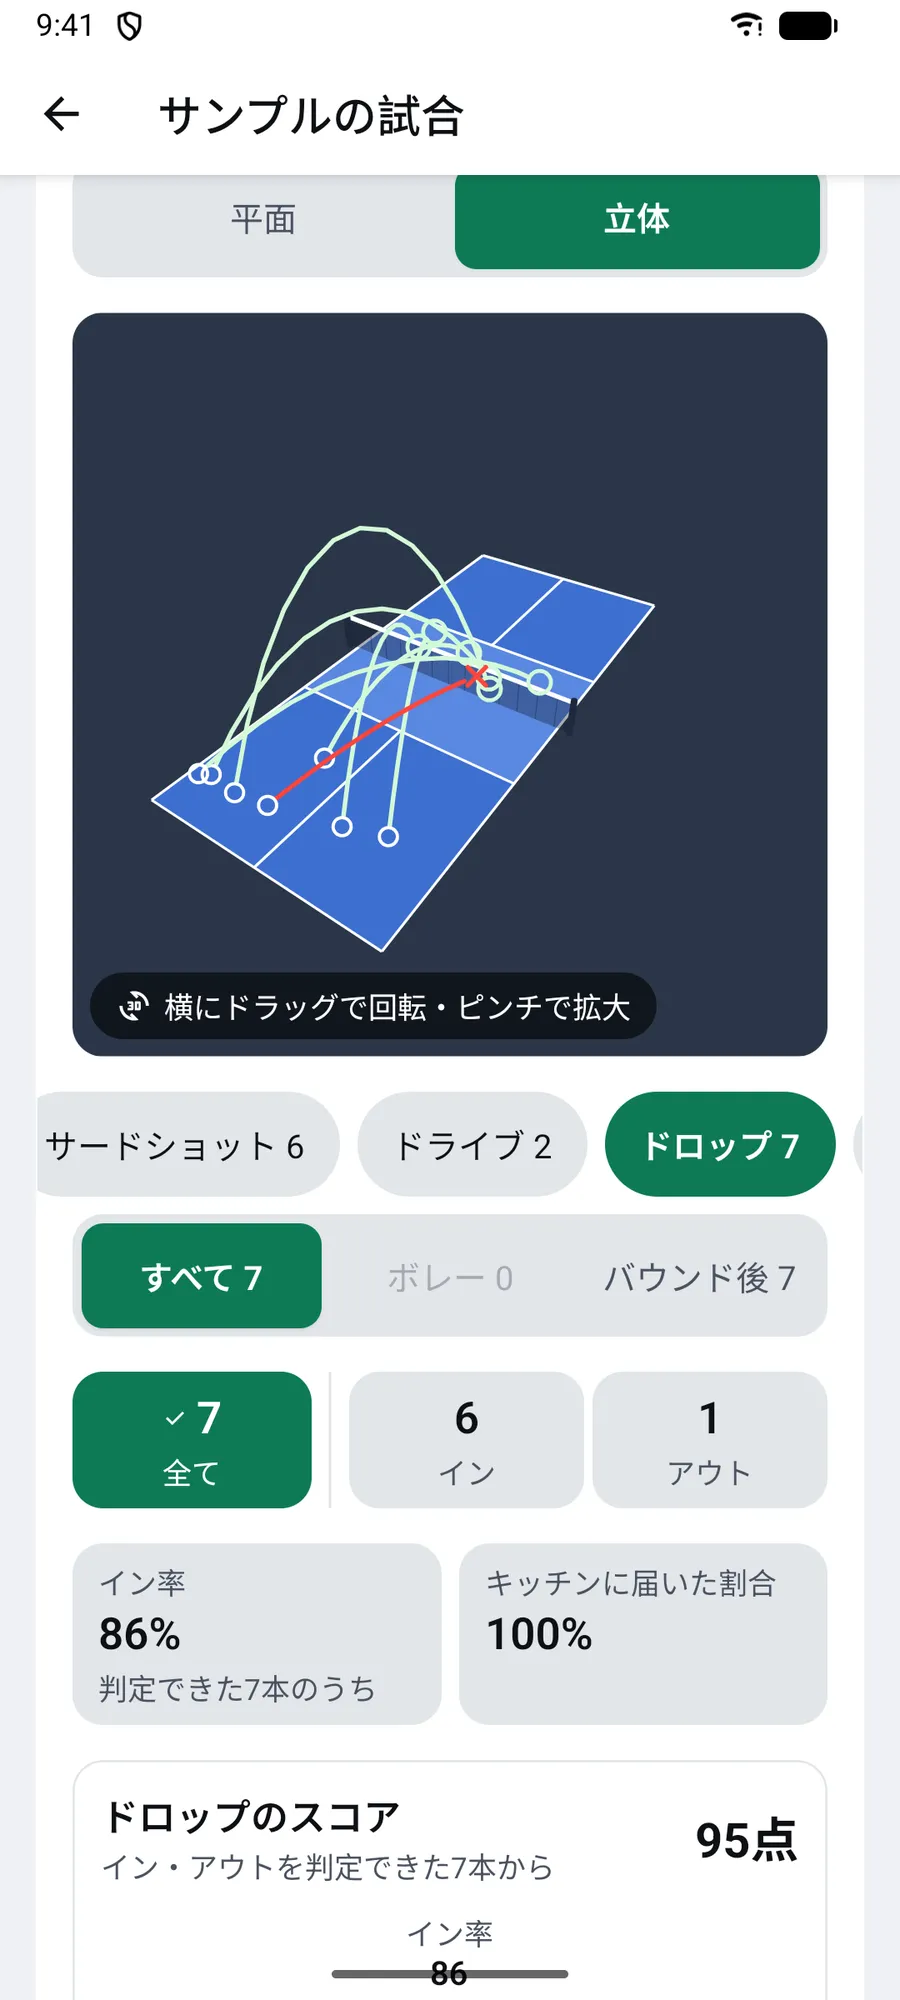 9:41
サンプルの試合
平面
立体
3D 横にドラッグで回転・ピンチで拡大
サードショット 6
ドライブ 2
ドロップ 7
すべて 7
ボレー 0
バウンド後 7
7
全て
6
イン
1
アウト
イン率
86%
判定できた7本のうち
キッチンに届いた割合
100%
ドロップのスコア
イン・アウトを判定できた7本から
95点
イン率
86